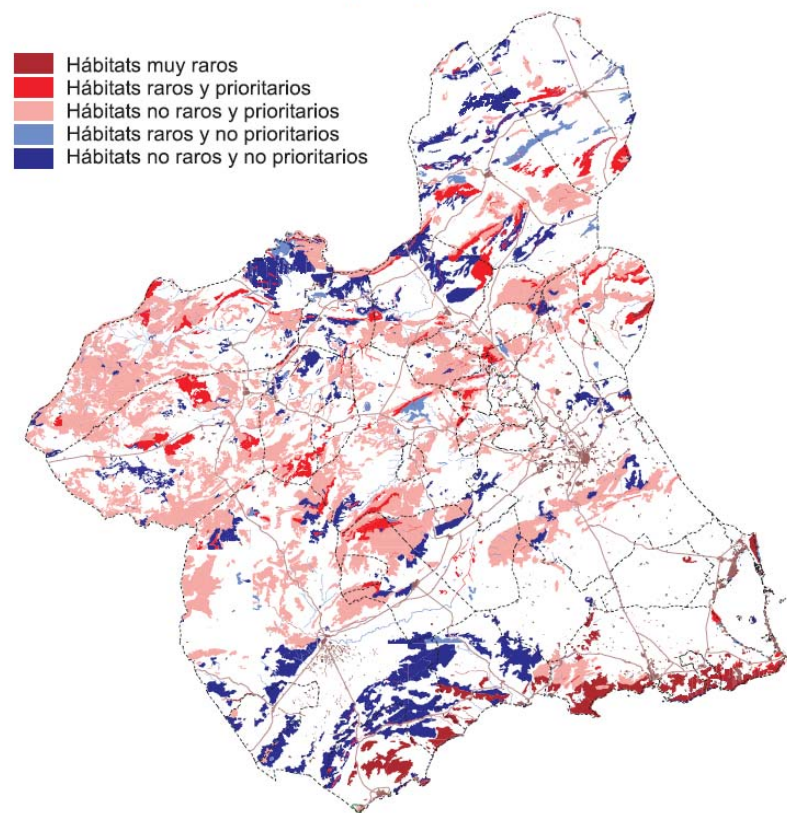 Hábitats muy raros
Hábitats raros y prioritarios
Hábitats no raros y prioritarios
Hábitats raros y no prioritarios
Hábitats no raros y no prioritarios